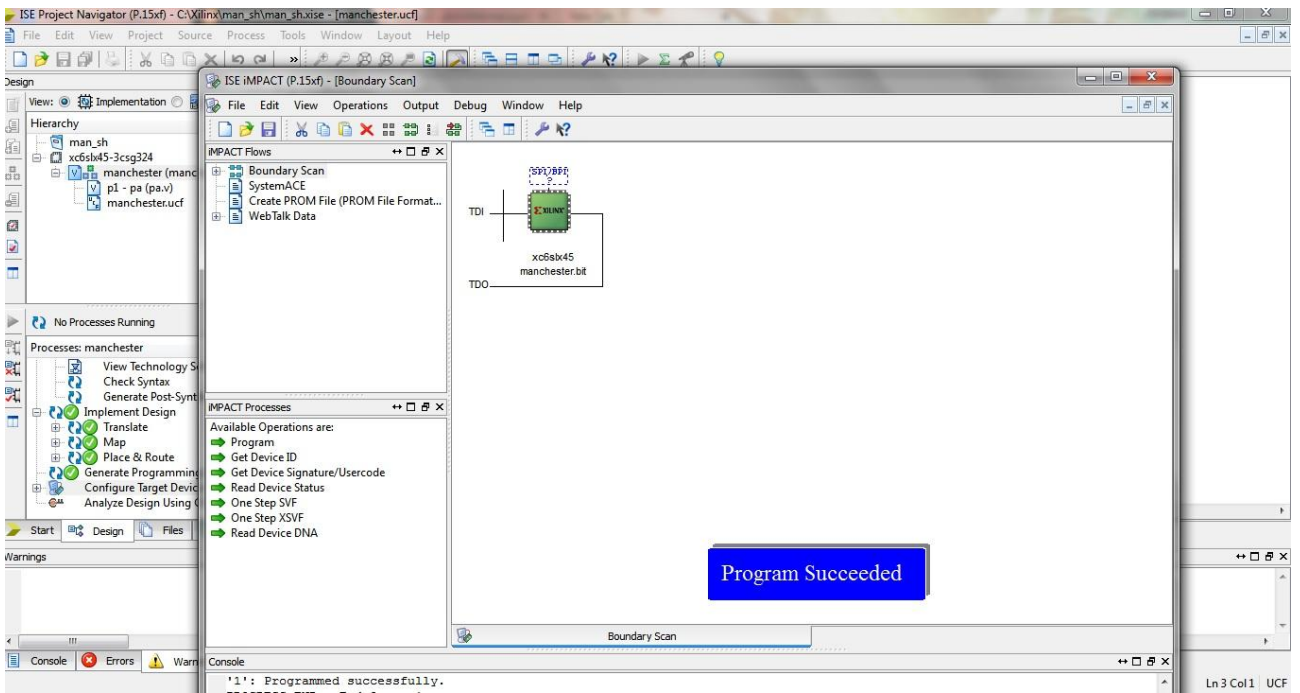 ISE Project Navigator (P.15xf) - C:\Xilinx\man_sh\man_sh.xise - [manchester.ucf]
File Edit View Project Source Process Tools Window Layout Help
Design
View: Implementation
Hierarchy
man_sh
xc6slx45-3csg324
manchester (manc
p1 - pa (pa.v)
manchester.ucf
No Processes Running
Processes: manchester
View Technology S
Check Syntax
Generate Post-Synt
Implement Design
Translate
Map
Place & Route
Generate Programming
Configure Target Devic
Analyze Design Using
Start Design Files
Warnings
Console Errors Warn
ISE iMPACT (P.15xf) - [Boundary Scan]
File Edit View Operations Output Debug Window Help
iMPACT Flows
Boundary Scan
SystemACE
Create PROM File (PROM File Format...
WebTalk Data
iMPACT Processes
Available Operations are:
Program
Get Device ID
Get Device Signature/Usercode
Read Device Status
One Step SVF
One Step XSVF
Read Device DNA
SPI/BPI
?
TDI
XILINX
xc6slx45
manchester.bit
TDO
Program Succeeded
Boundary Scan
Console
'1': Programmed successfully.
Ln 3 Col 1 UCF